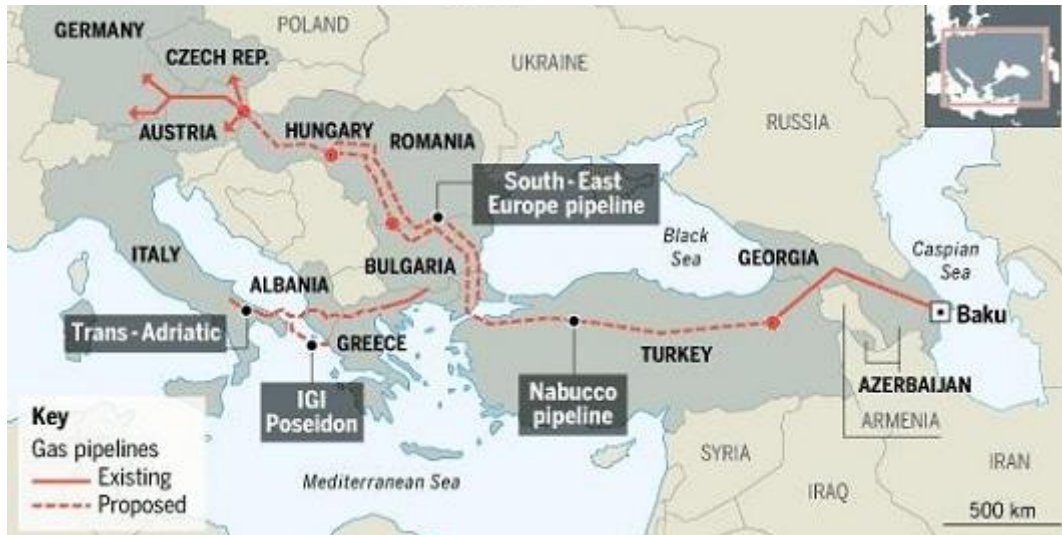 GERMANY
POLAND
CZECH REP.
UKRAINE
RUSSIA
AUSTRIA
HUNGARY
ROMANIA
South-East
Europe pipeline
ITALY
Black
Sea
GEORGIA
Caspian
Sea
ALBANIA
BULGARIA
Baku
Trans-Adriatic
GREECE
TURKEY
AZERBAIJAN
IGI
Poseidon
Nabucco
pipeline
ARMENIA
Key
Gas pipelines
Existing
Proposed
Mediterranean Sea
SYRIA
IRAQ
IRAN
500 km